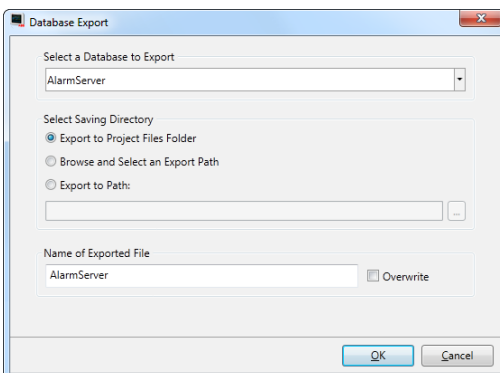 Database Export
Select a Database to Export
AlarmServer
Select Saving Directory
Export to Project Files Folder
Browse and Select an Export Path
Export to Path:
...
Name of Exported File
AlarmServer
Overwrite
OK
Cancel